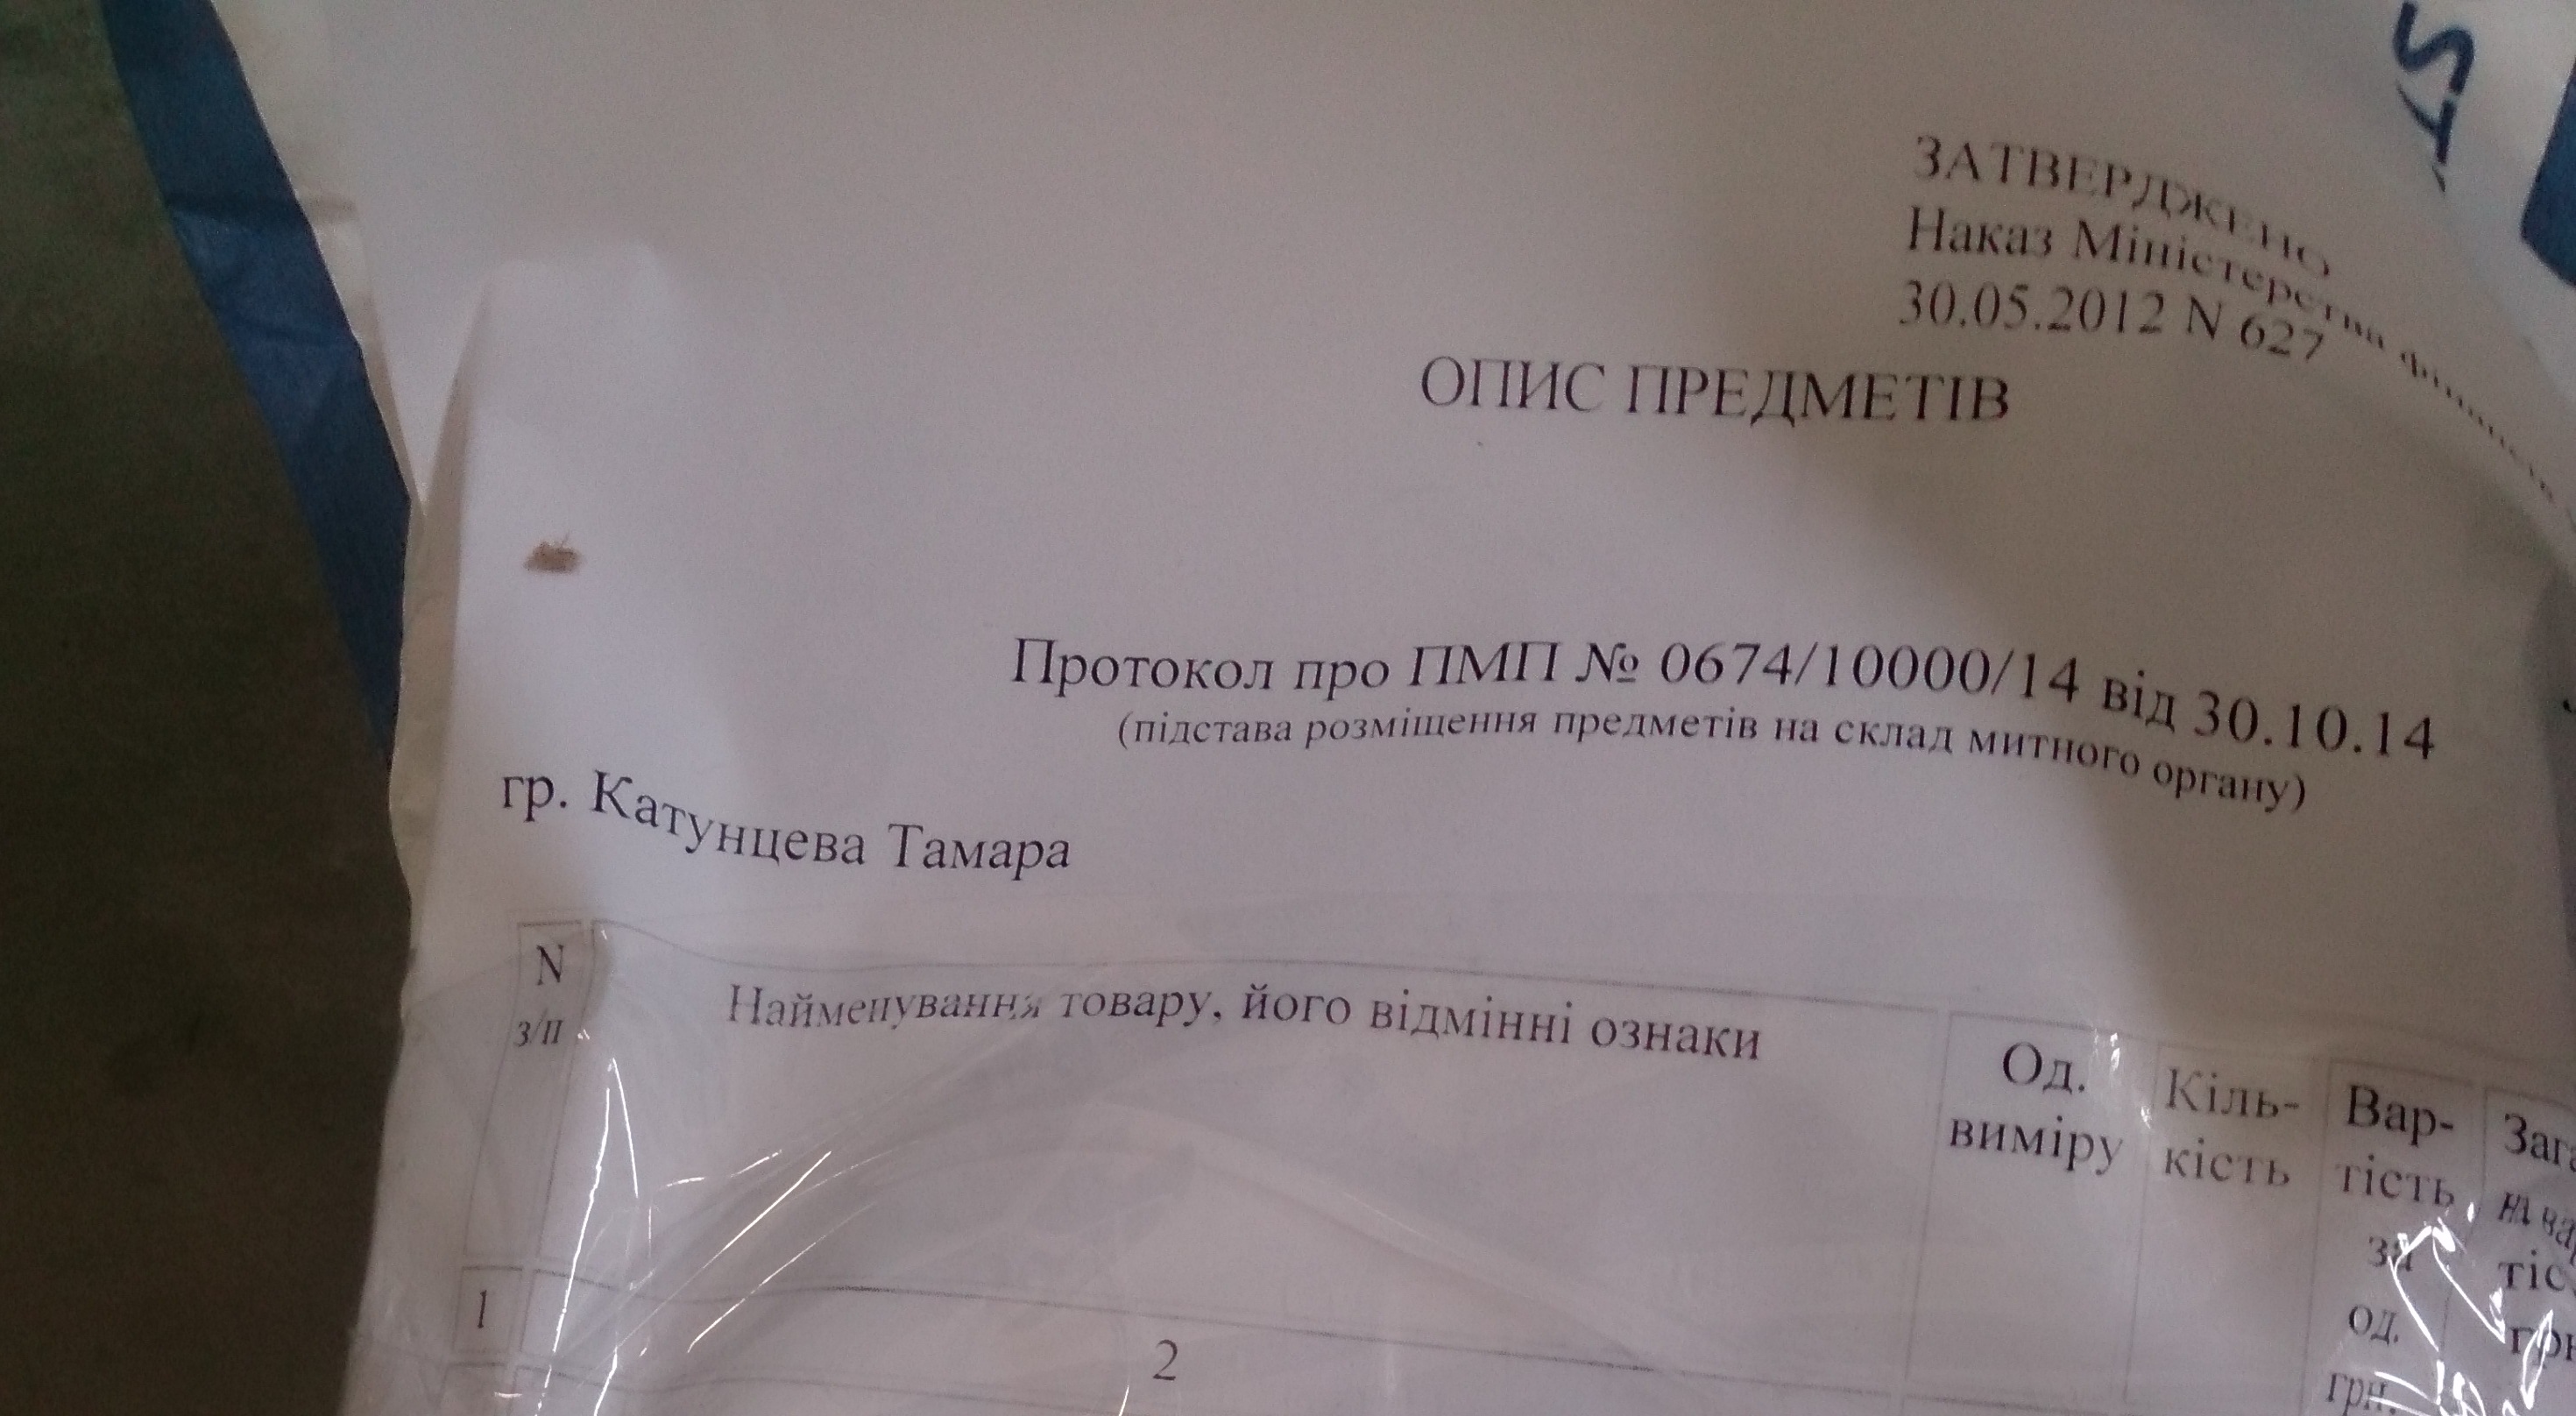 ЗАТВЕРДЖЕНО
Наказ Міністерства
30.05.2012 N 627
ОПИС ПРЕДМЕТІВ
Протокол про ПМП № 0674/10000/14 від 30.10.14
(підстава розміщення предметів на склад митного органу)
гр. Катунцева Тамара
N
з/п
Найменування товару, його відмінні ознаки
Од.
виміру
Кіль-
кість
Вар-
тість
за
од.
грн.
1
2